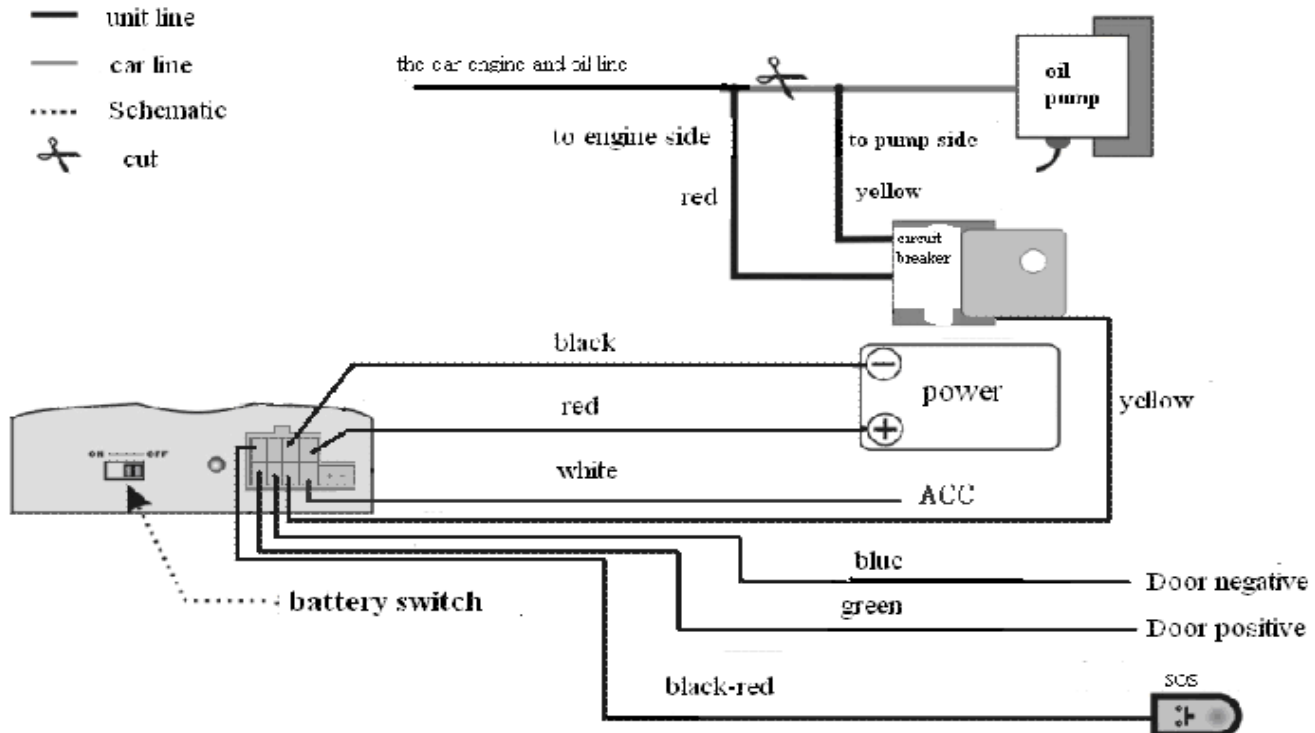 unit line
car line
Schematic
cut
the car engine and oil line
oil
pump
to engine side
to pump side
red
yellow
circuit
breaker
black
power
red
yellow
ON
OFF
white
ACC
blue
Door negative
battery switch
green
Door positive
black-red
SOS